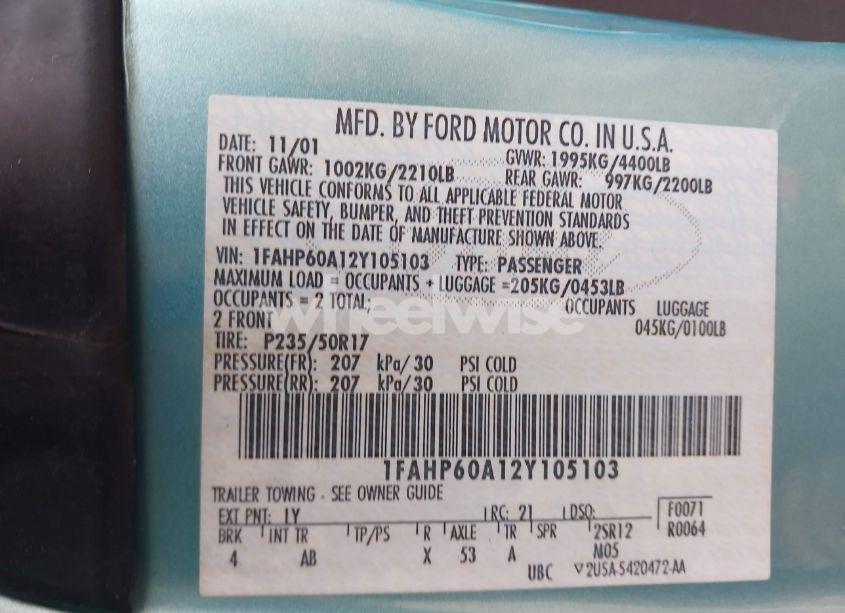 MFD. BY FORD MOTOR CO. IN U.S.A.
DATE: 11/01 GVWR: 1995KG/4400LB
FRONT GAWR: 1002KG/2210LB REAR GAWR: 997KG/2200LB
THIS VEHICLE CONFORMS TO ALL APPLICABLE FEDERAL MOTOR
VEHICLE SAFETY, BUMPER, AND THEFT PREVENTION STANDARDS
IN EFFECT ON THE DATE OF MANUFACTURE SHOWN ABOVE.
VIN: 1FAHP60A12Y105103 TYPE: PASSENGER
MAXIMUM LOAD = OCCUPANTS + LUGGAGE =205KG/0453LB
OCCUPANTS = 2 TOTAL; OCCUPANTS LUGGAGE
2 FRONT 045KG/0100LB
wheelwise
TIRE: P235/50R17
PRESSURE(FR): 207 kPa/30 PSI COLD
PRESSURE(RR): 207 kPa/30 PSI COLD
1FAHP60A12Y105103
TRAILER TOWING - SEE OWNER GUIDE
EXT PNT: LY RC: 21 DSO: F0071
BRK INT TR TP/PS R AXLE TR SPR 2SR12 R0064
4 AB X 53 A M05
UBC 2USA-5420472-AA